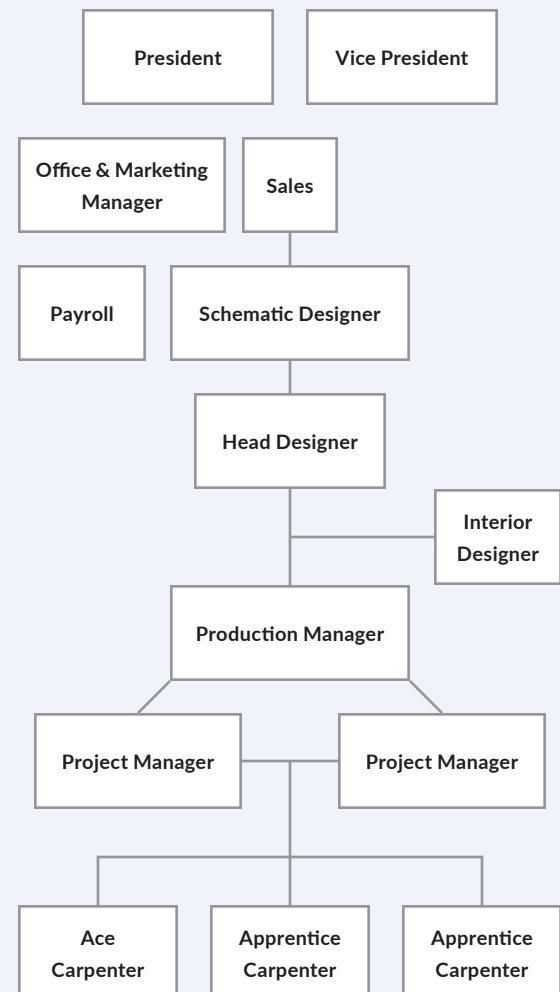 President
Vice President
Office & Marketing
Manager
Sales
Payroll
Schematic Designer
Head Designer
Interior
Designer
Production Manager
Project Manager
Project Manager
Ace
Carpenter
Apprentice
Carpenter
Apprentice
Carpenter